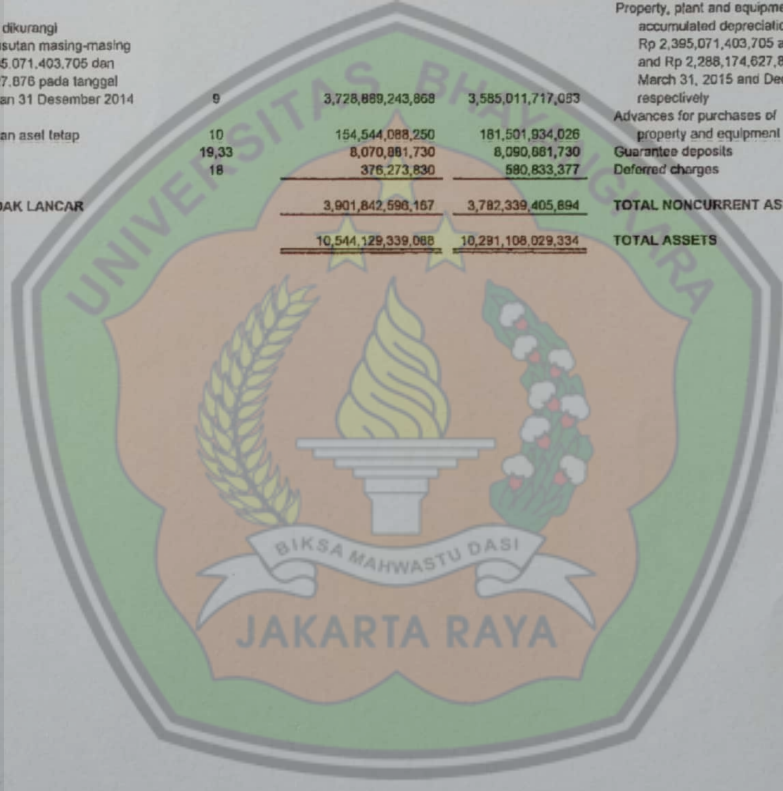 Property, plant and equipme
dikurangi accumulated depreciatio
usutan masing-masing Rp 2,395,071,403,705 a
5.071.403.705 dan and Rp 2,288,174,627,8
7.876 pada tanggal March 31, 2015 and Dec
an 31 Desember 2014 9 3,728,889,243,868 3,585,011,717,063 respectively
Advances for purchases of
an aset tetap 10 154,544,088,250 181,501,934,026 property and equipment
19,33 8,070,881,730 8,090,681,730 Guarantee deposits
18 376,273,830 580,833,377 Deferred charges
DAK LANCAR 3,901,842,596,167 3,782,339,405,894 TOTAL NONCURRENT AS
10,544,129,339,088 10,291,108,029,334 TOTAL ASSETS
UNIVERSITAS BHAYANGKARA
BIKSA MAHWASTU DASI
JAKARTA RAYA